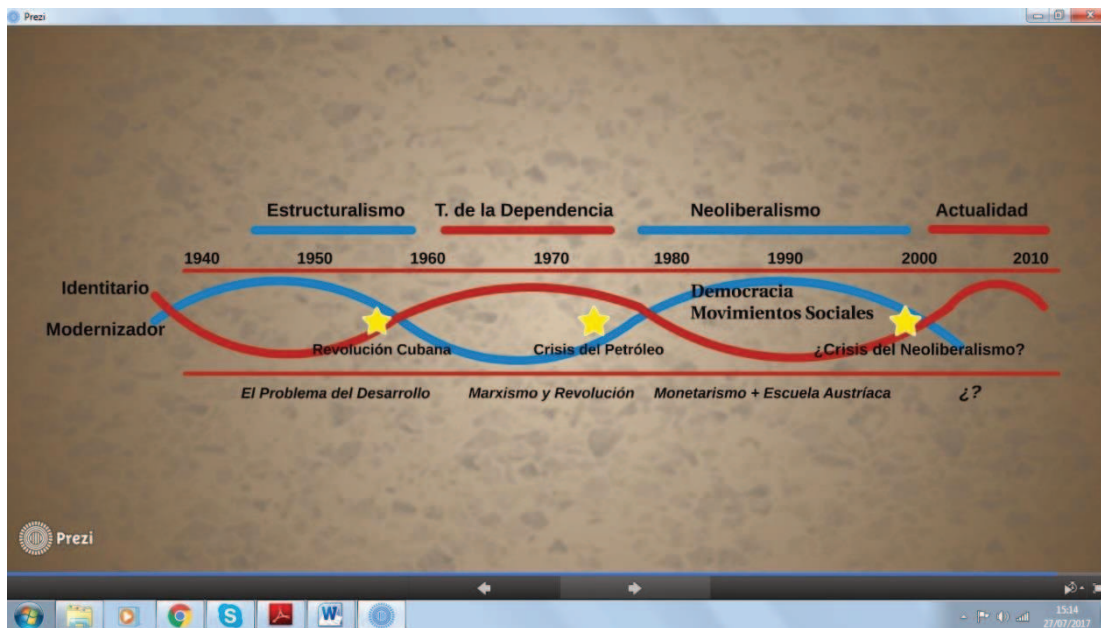 Prezi
Estructuralismo T. de la Dependencia Neoliberalismo Actualidad
1940 1950 1960 1970 1980 1990 2000 2010
Identitario
Democracia
Modernizador
Movimientos Sociales
Revolución Cubana Crisis del Petróleo ¿Crisis del Neoliberalismo?
El Problema del Desarrollo Marxismo y Revolución Monetarismo + Escuela Austríaca ¿?
Prezi
S
W
15:14
27/07/2017